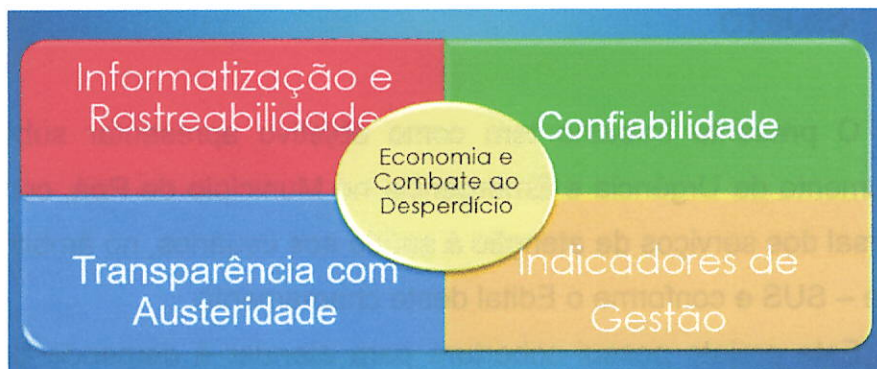 Informatização e
Rastreabilidade
Confiabilidade
Economia e
Combate ao
Desperdício
Transparência com
Austeridade
Indicadores de
Gestão